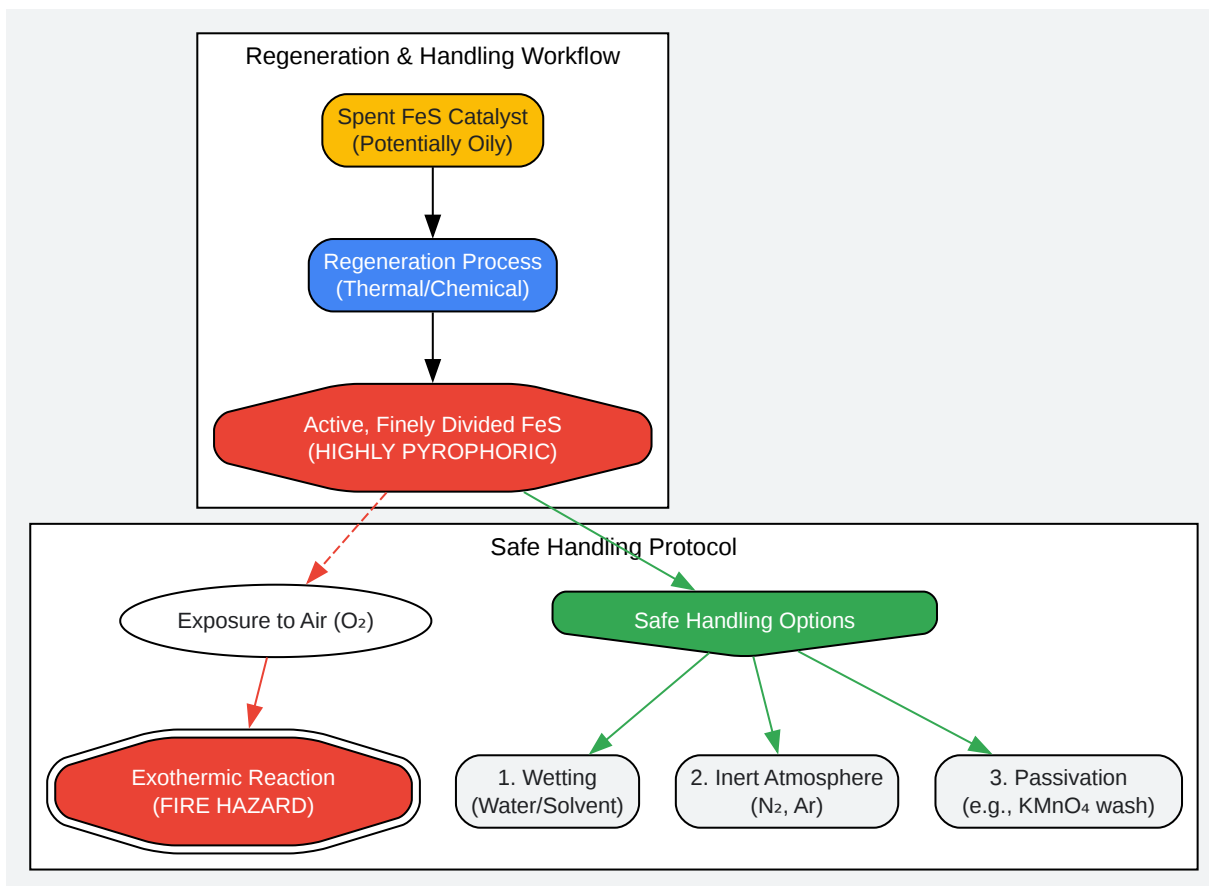 Regeneration & Handling Workflow
Spent FeS Catalyst
(Potentially Oily)
Regeneration Process
(Thermal/Chemical)
Active, Finely Divided FeS
(HIGHLY PYROPHORIC)
Safe Handling Protocol
Exposure to Air (O₂)
Safe Handling Options
Exothermic Reaction
(FIRE HAZARD)
1. Wetting
(Water/Solvent)
2. Inert Atmosphere
(N₂, Ar)
3. Passivation
(e.g., KMnO₄ wash)